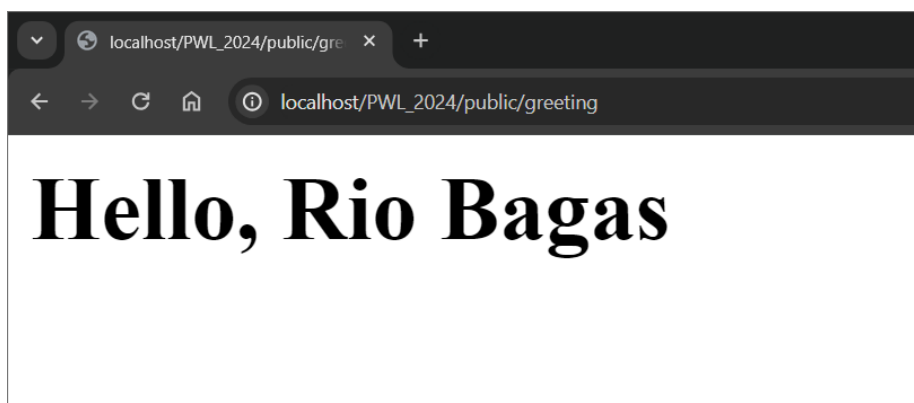 localhost/PWL_2024/public/gre
localhost/PWL_2024/public/greeting
Hello, Rio Bagas